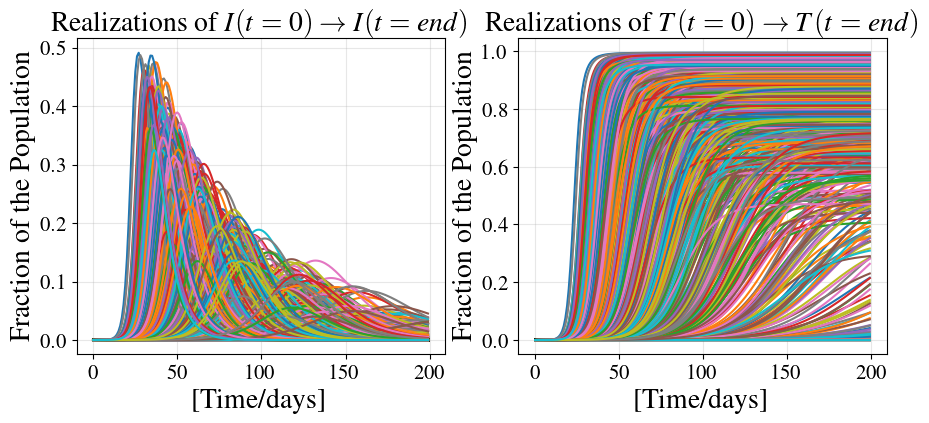 Realizations of I(t = 0) → I(t = end)
Fraction of the Population
0.5
0.4
0.3
0.2
0.1
0.0
0 50 100 150 200
[Time/days]
Realizations of T(t = 0) → T(t = end)
Fraction of the Population
1.0
0.8
0.6
0.4
0.2
0.0
0 50 100 150 200
[Time/days]